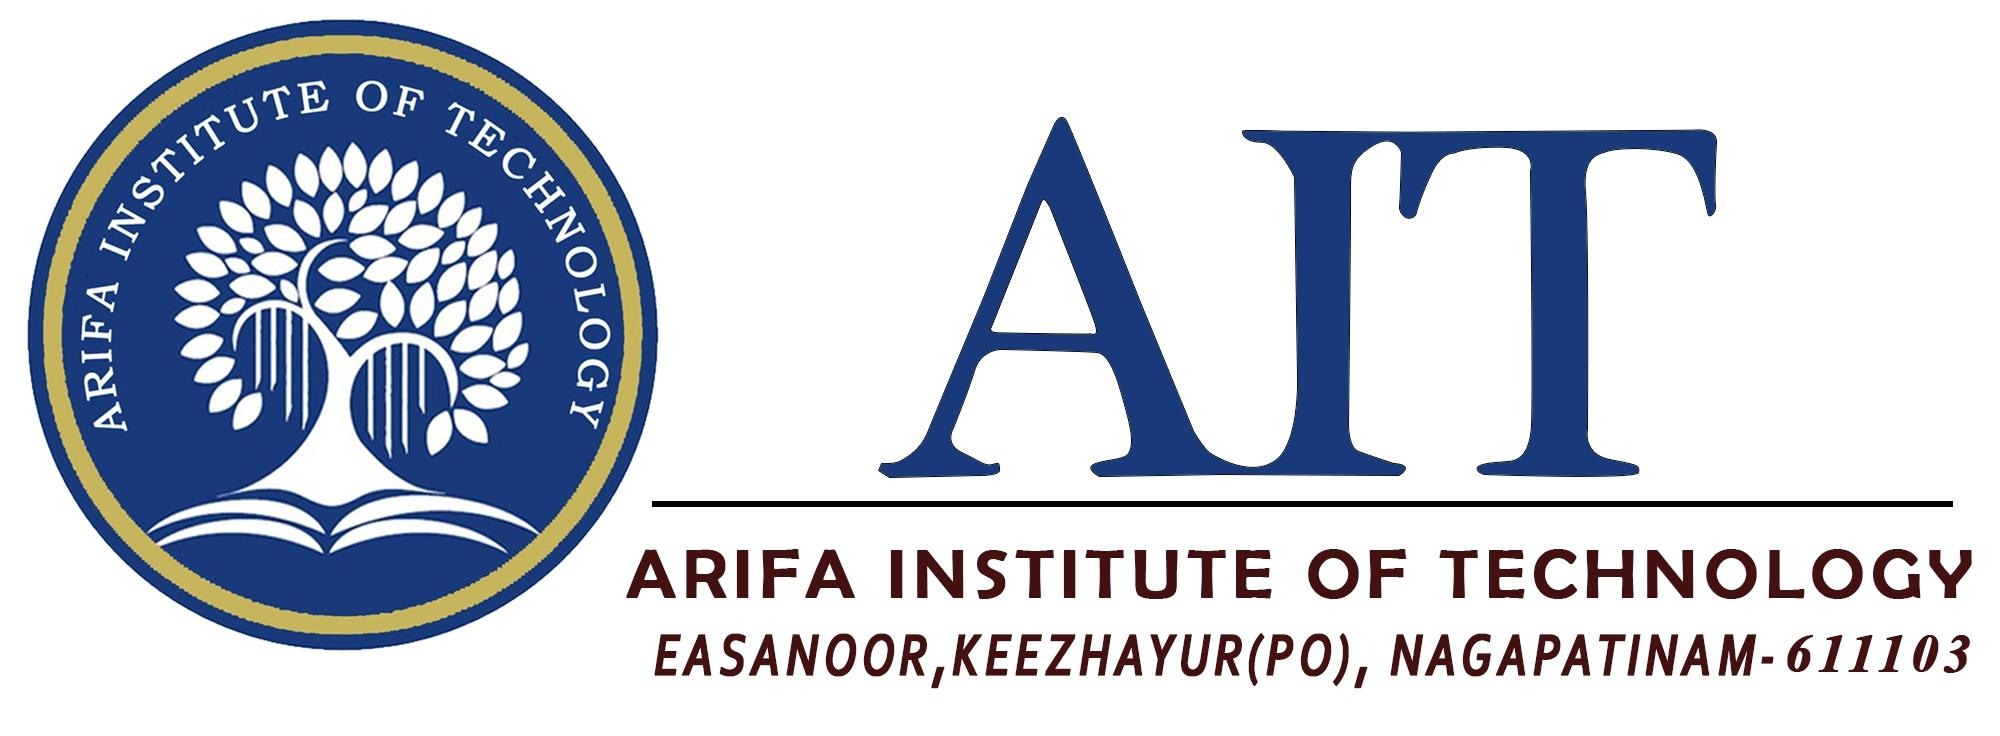 ARIFA INSTITUTE OF TECHNOLOGY
AIT
ARIFA INSTITUTE OF TECHNOLOGY
EASANOOR,KEEZHAYUR(PO), NAGAPATINAM-611103